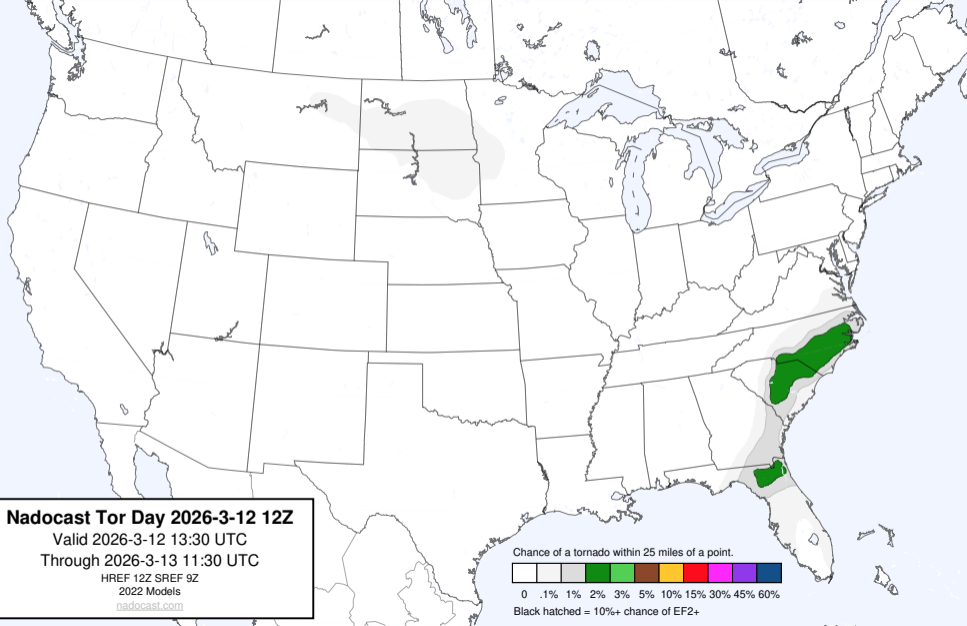 Nadocast Tor Day 2026-3-12 12Z
Valid 2026-3-12 13:30 UTC
Through 2026-3-13 11:30 UTC
HREF 12Z SREF 9Z
2022 Models
nadocast.com
Chance of a tornado within 25 miles of a point.
0 .1% 1% 2% 3% 5% 10% 15% 30% 45% 60%
Black hatched = 10%+ chance of EF2+